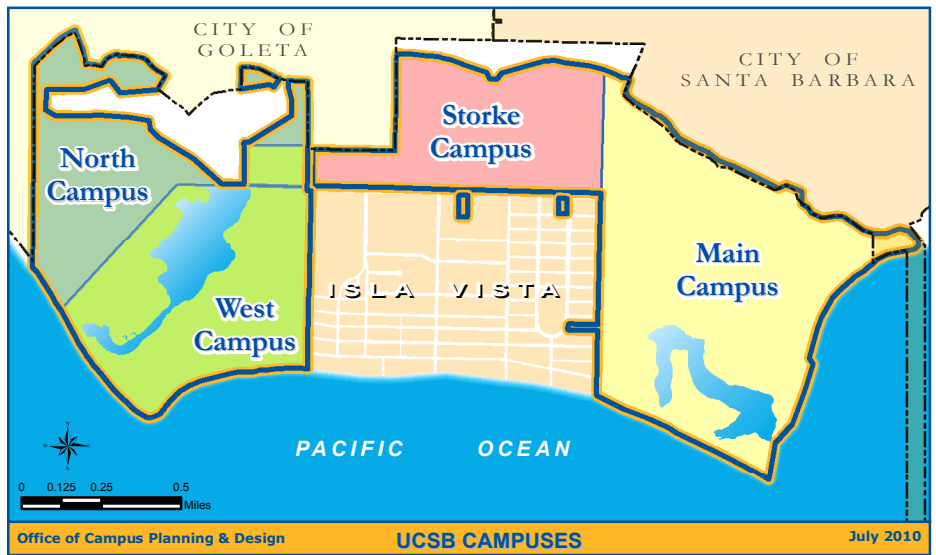 CITY OF
GOLETA
CITY OF
SANTA BARBARA
Storke
Campus
North
Campus
Main
Campus
ISLA VISTA
West
Campus
PACIFIC OCEAN
N
W E
S
0 0.125 0.25 0.5
Miles
Office of Campus Planning & Design UCSB CAMPUSES July 2010